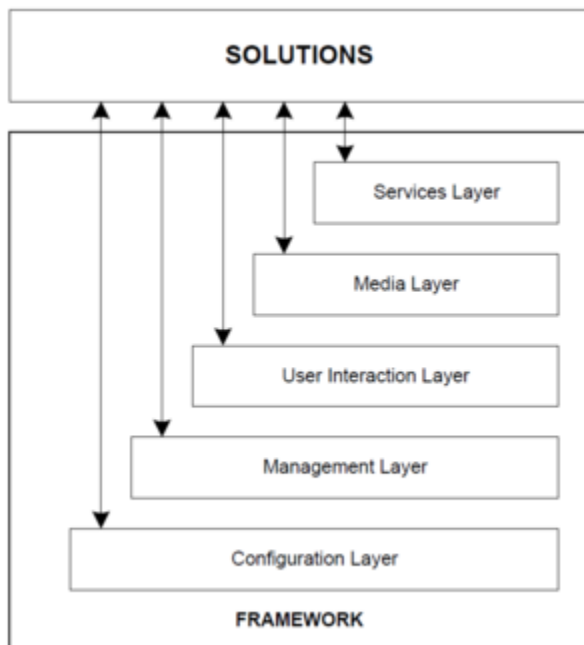 SOLUTIONS
Services Layer
Media Layer
User Interaction Layer
Management Layer
Configuration Layer
FRAMEWORK